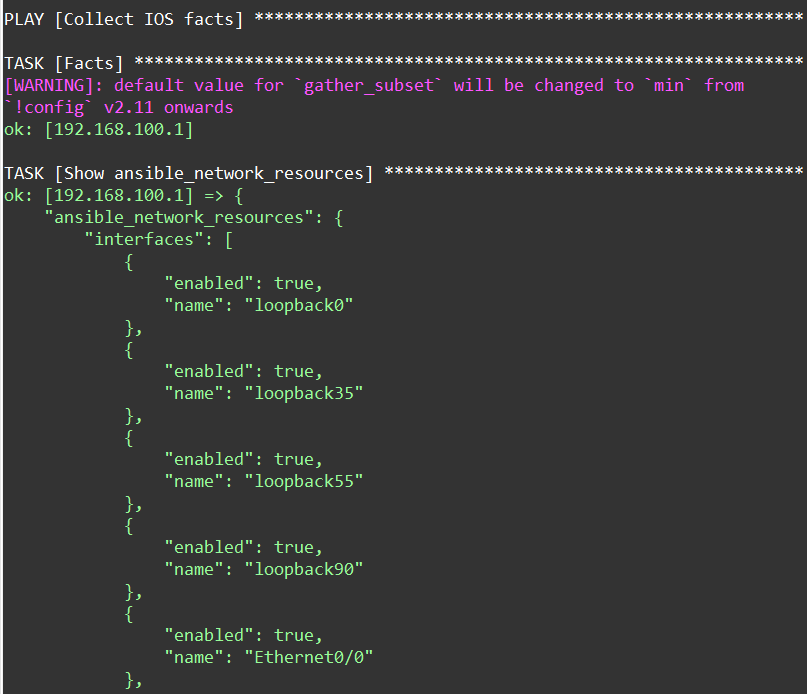 PLAY [Collect IOS facts] *******************************************************
TASK [Facts] *******************************************************************
[WARNING]: default value for `gather_subset` will be changed to `min` from
`!config` v2.11 onwards
ok: [192.168.100.1]
TASK [Show ansible_network_resources] ******************************************
ok: [192.168.100.1] => {
    "ansible_network_resources": {
        "interfaces": [
            {
                "enabled": true,
                "name": "loopback0"
            },
            {
                "enabled": true,
                "name": "loopback35"
            },
            {
                "enabled": true,
                "name": "loopback55"
            },
            {
                "enabled": true,
                "name": "loopback90"
            },
            {
                "enabled": true,
                "name": "Ethernet0/0"
            },